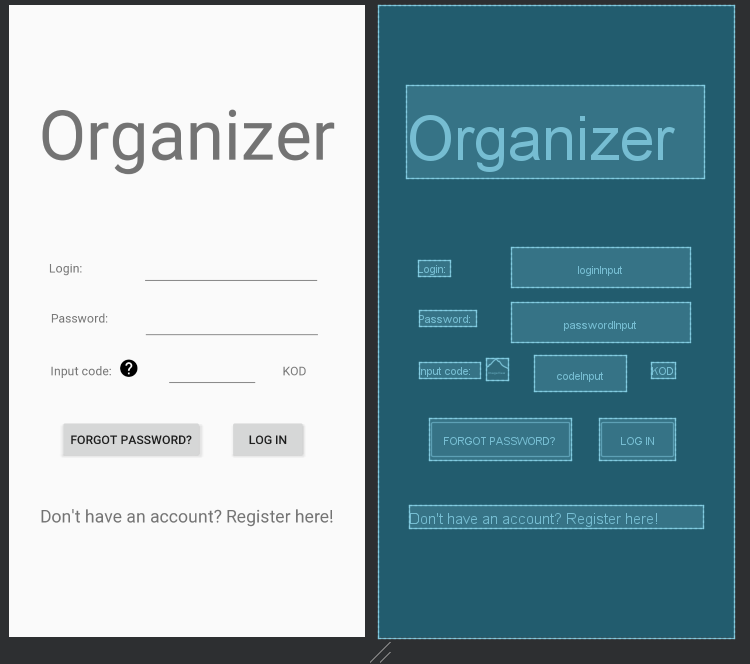 Organizer
Login:
Password:
Input code: ? KOD
FORGOT PASSWORD? LOG IN
Don't have an account? Register here!
Organizer
Login: loginInput
Password: passwordInput
Input code: codeInput KOD
FORGOT PASSWORD? LOG IN
Don't have an account? Register here!